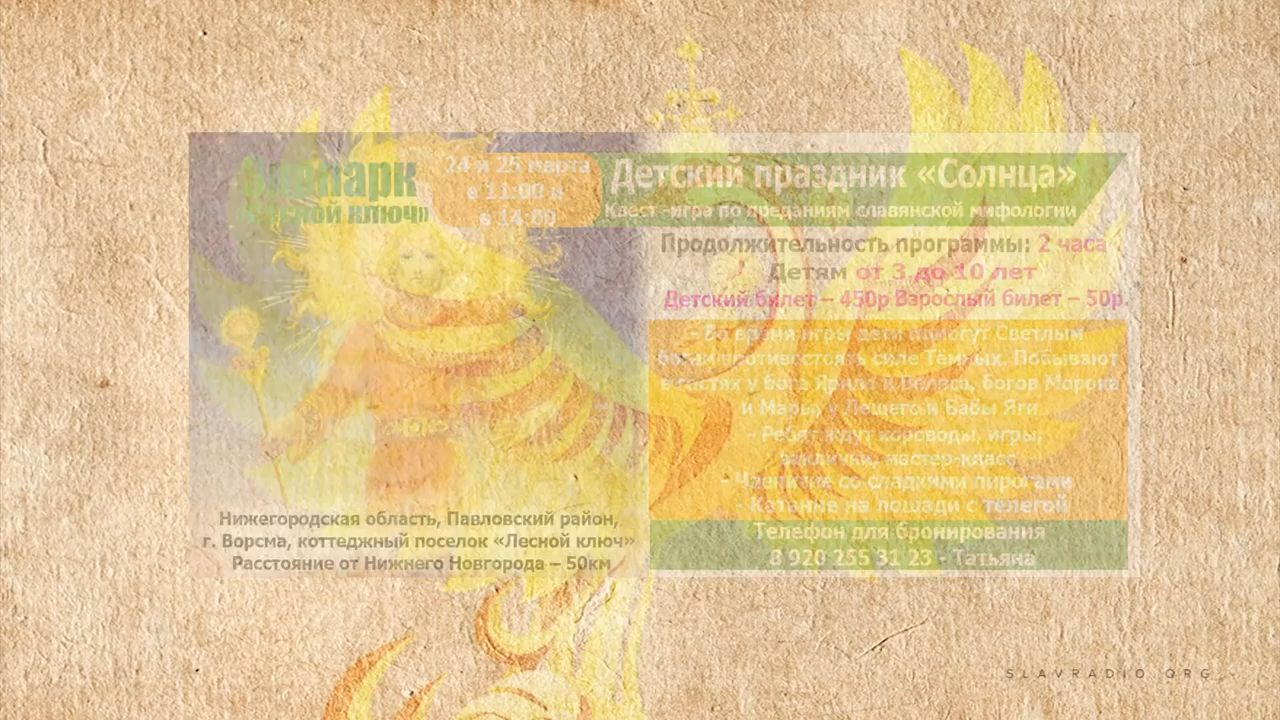 24 и 25 марта
в 11:00 и
в 14:00
ключ»
Детский праздник «Солнца»
Квест -игра по преданиям славянской мифологии
Продолжительность программы: 2 часа
Детям от 3 до 10 лет
Детский билет – 450р Взрослый билет – 50р.
- Во время игры дети помогут Светлым
богам противостоять силе Тёмных. Побывают
в гостях у бога Ярилы и Велеса, богов Морока
и Мары, у Лешего и Бабы Яги
- Ребят ждут хороводы, игры,
заклички, мастер-класс
- Чаепитие со сладкими пирогами
- Катание на лошади с телегой
Телефон для бронирования
8 920 255 31 23 - Татьяна
Нижегородская область, Павловский район,
г. Ворсма, коттеджный поселок «Лесной ключ»
Расстояние от Нижнего Новгорода – 50км
SLAVRADIO.ORG